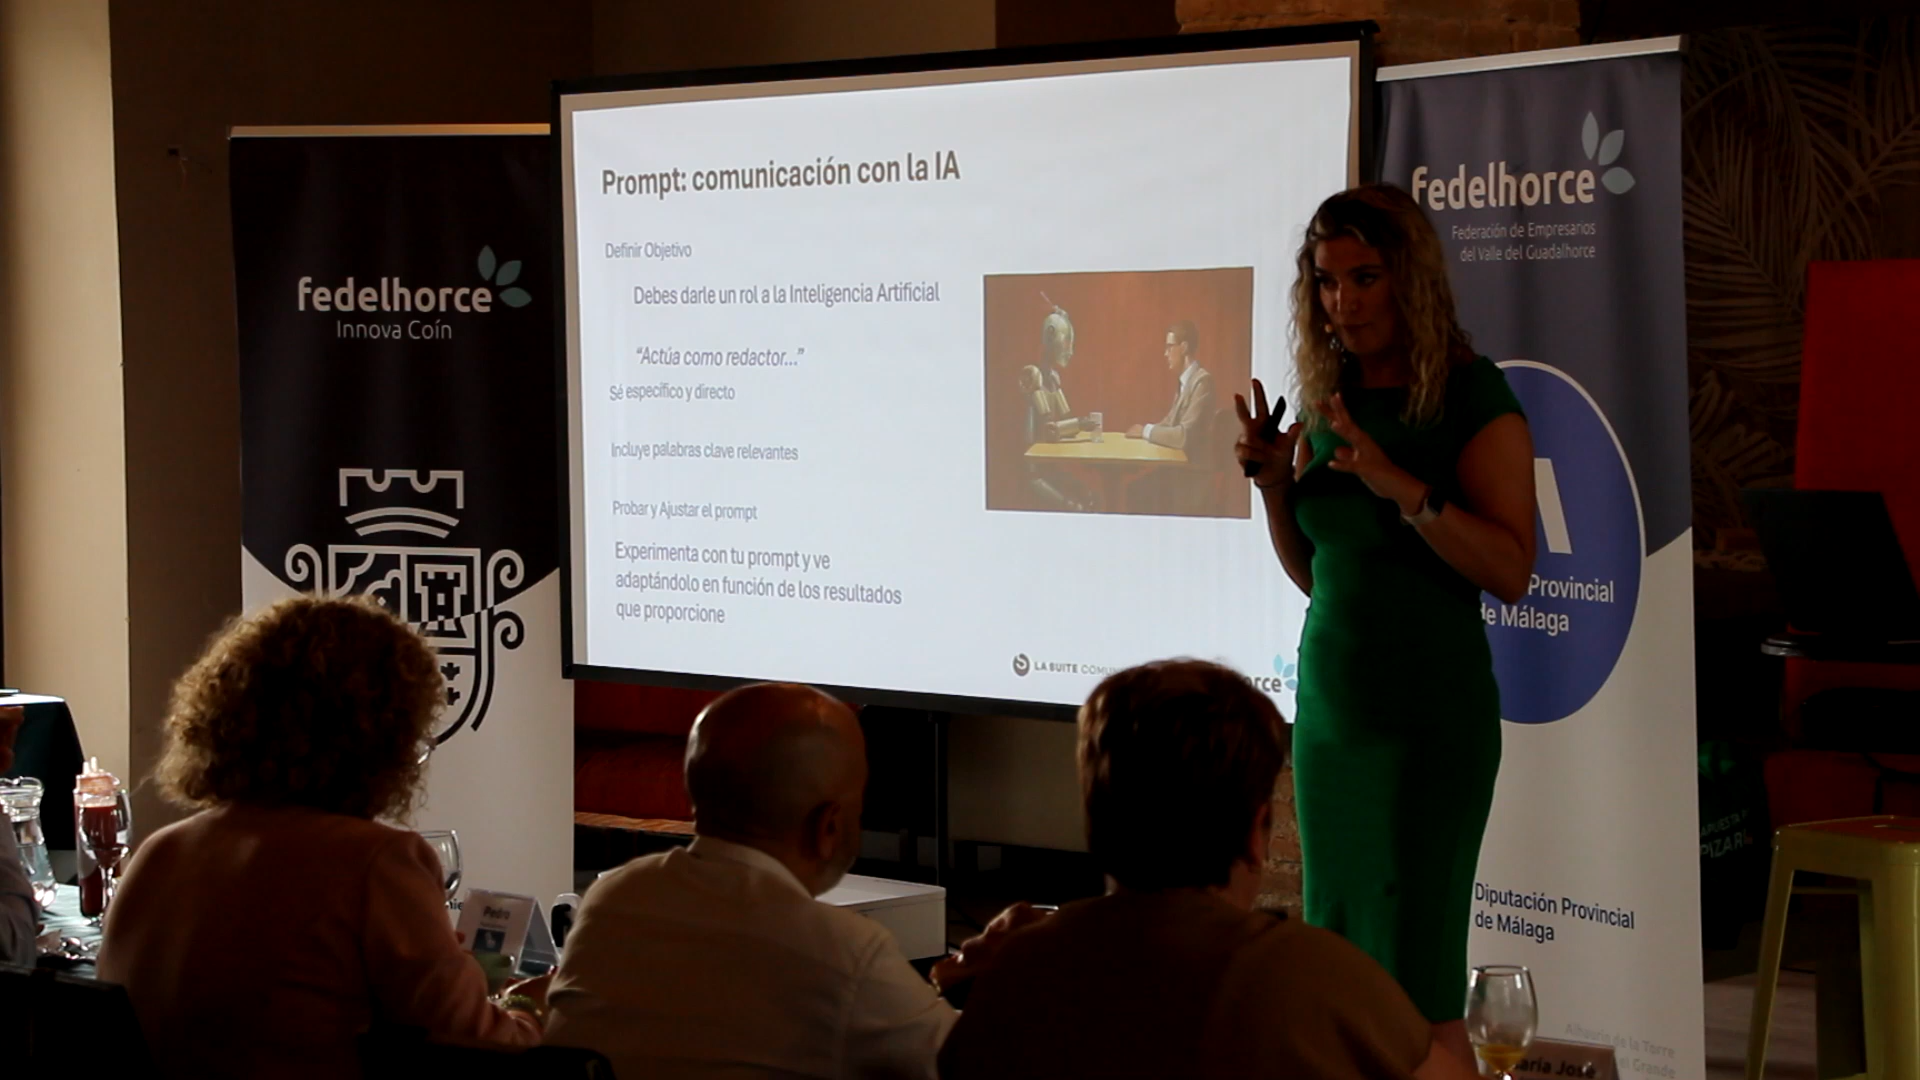 fedelhorce
Innova Coín
Prompt: comunicación con la IA
Definir Objetivo
Debes darle un rol a la Inteligencia Artificial
“Actúa como redactor...”
Sé específico y directo
Incluye palabras clave relevantes
Probar y Ajustar el prompt
Experimenta con tu prompt y ve
adaptándolo en función de los resultados
que proporcione
LA SUITE
fedelhorce
Federación de Empresarios
del Valle del Guadalhorce
Provincial
de Málaga
Diputación Provincial
de Málaga
Pedro